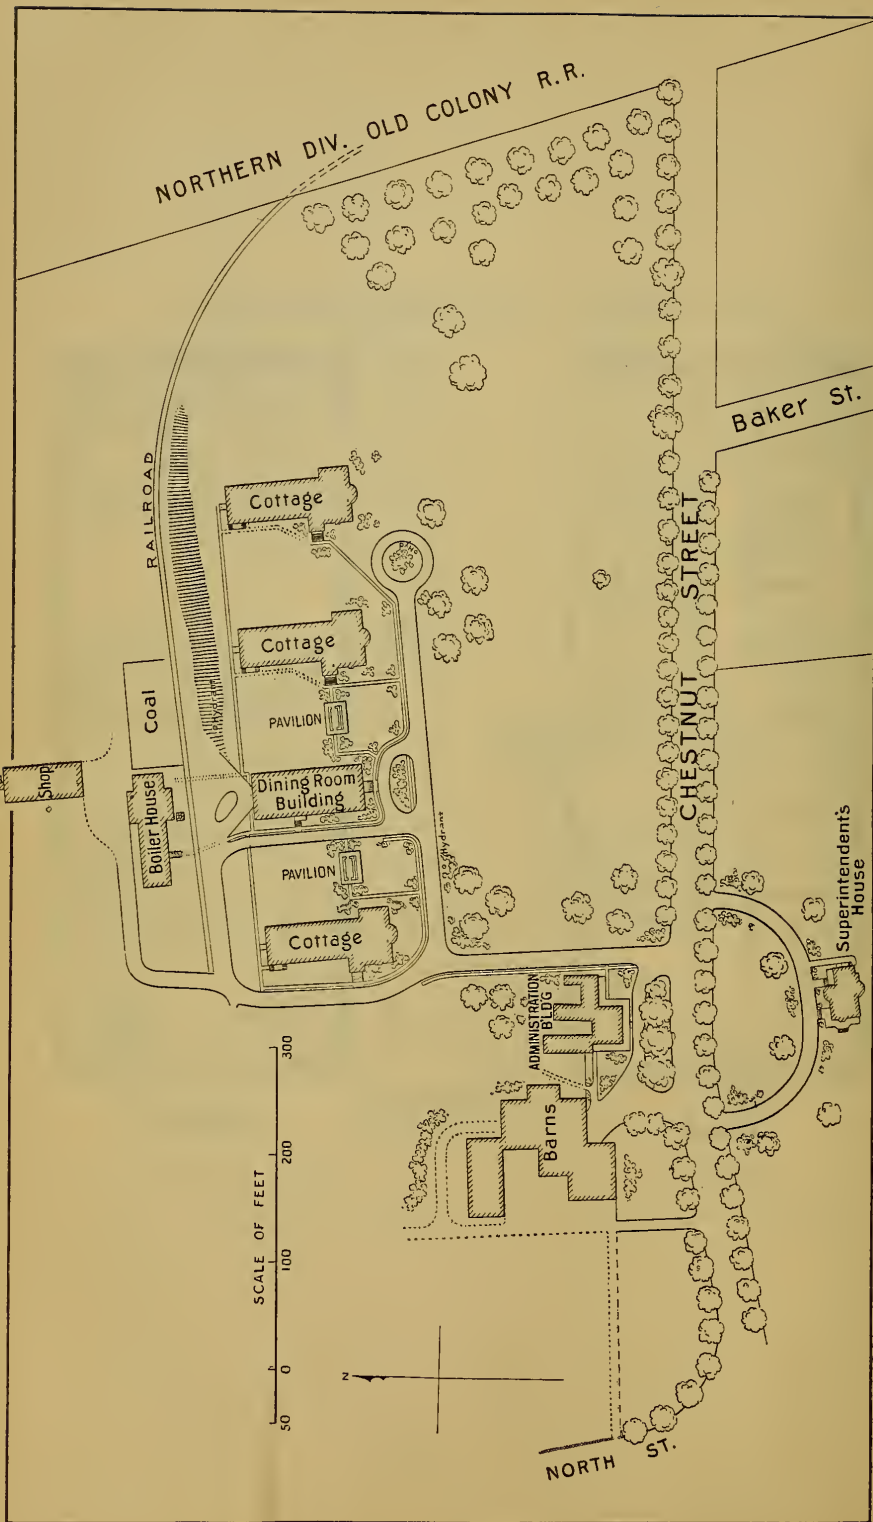 NORTHERN DIV. OLD COLONY R.R.
RAILROAD
Cottage
Baker St.
Cottage
Coal
PAVILION
CHESTNUT STREET
Shop
Boiler House
Dining Room
Building
Hydrant
PAVILION
Cottage
Superintendent's
House
ADMINISTRATION
BLDG
Barns
SCALE OF FEET
50 0 100 200 300
N
NORTH ST.